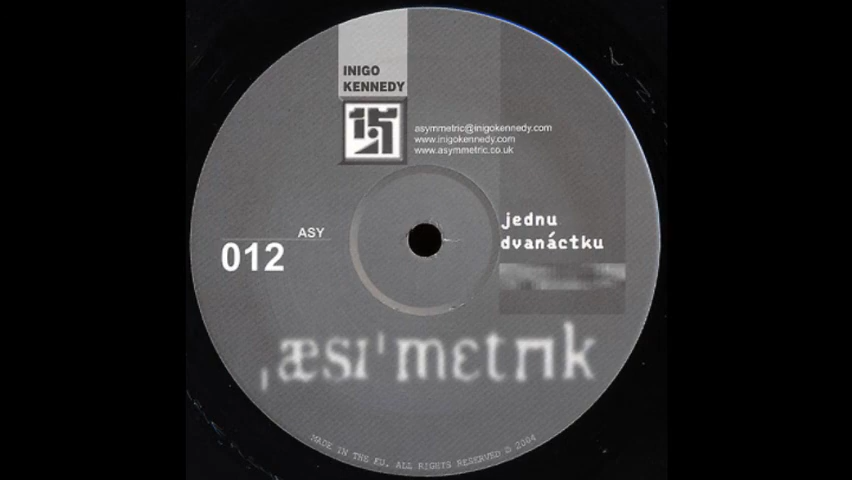 INIGO
KENNEDY
asymmetric@inigokennedy.com
www.inigokennedy.com
www.asymmetric.co.uk
ASY
012
jednu
dvanáctku
ˌæsɪˈmɛtrɪk
MADE IN THE EU. ALL RIGHTS RESERVED 2004